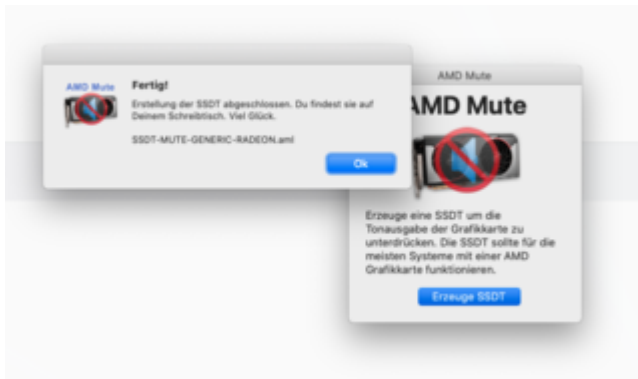 AMD Mute
Fertig!
Erstellung der SSDT abgeschlossen. Du findest sie auf
Deinem Schreibtisch. Viel Glück.
SSDT-MUTE-GENERIC-RADEON.aml
Ok
AMD Mute
AMD Mute
Erzeuge eine SSDT um die
Tonausgabe der Grafikkarte zu
unterdrücken. Die SSDT sollte für die
meisten Systeme mit einer AMD
Grafikkarte funktionieren.
Erzeuge SSDT